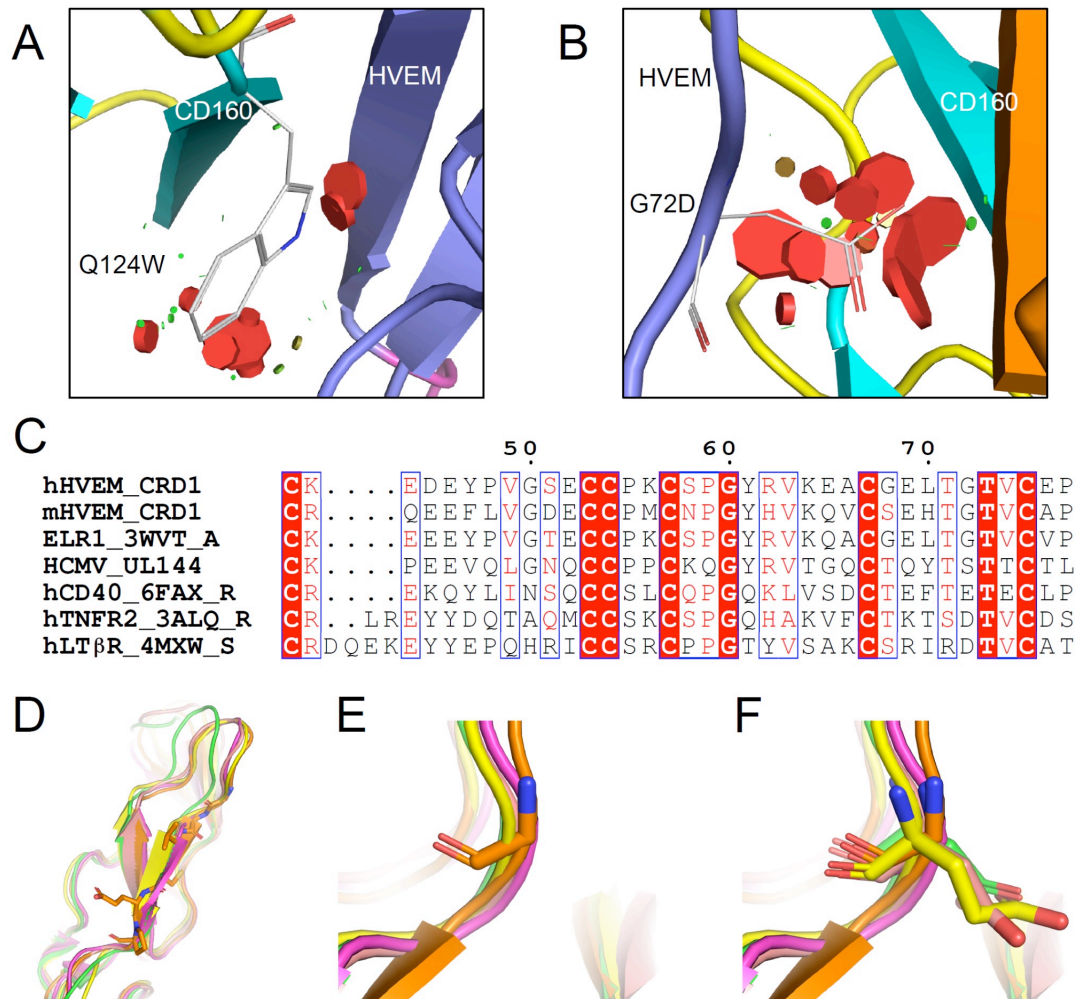 A
CD160
HVEM
Q124W
B
HVEM
CD160
G72D
C
50 60 70
hHVEM_CRD1 CK....EDEYPVGSECCPKCSPGYRVKEACGELTGTVCEP
mHVEM_CRD1 CR....QEEFLVGDECCPMCNPGYHVKQVCSEHTGTVCAP
ELR1_3WVT_A CK....EEEYPVGTECCPKCSPGYRVKQACGELTGTVCVP
HCMV_UL144 CK....PEEVQLGNQCCPPCKQGYRVTGQCTQYTSTTCTL
hCD40_6FAX_R CR....EKQYLINSQCCSLCQPGQKLVSDCTEFTETECLP
hTNFR2_3ALQ_R CR..LREYYDQTAQMCCSKCSPGQHAKVFCTKTSDTVCDS
hLTβR_4MXW_S CRDQEKEYYEPQHRICCSRCPPGTYVSAKCSRIRDTVCAT
D
E
F